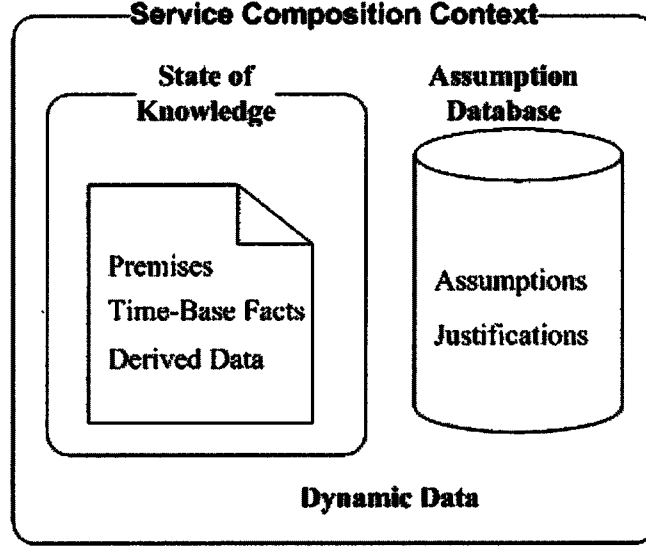 Service Composition Context
State of
Knowledge
Premises
Time-Base Facts
Derived Data
Assumption
Database
Assumptions
Justifications
Dynamic Data